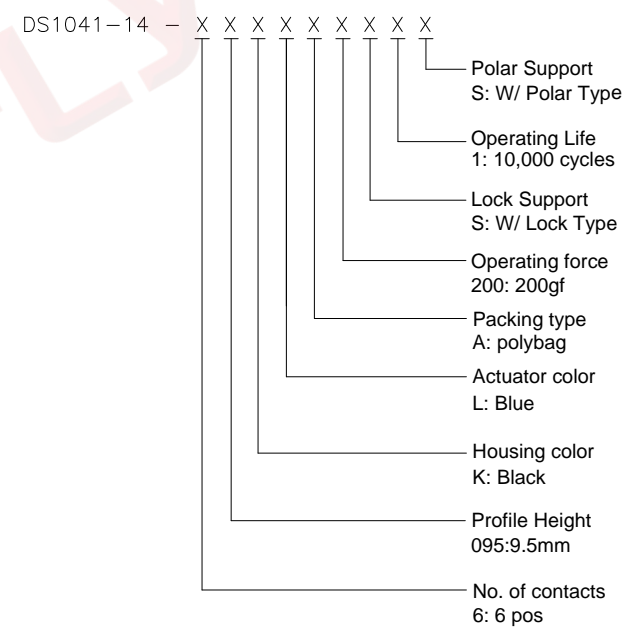 DS1041-14 - X X X X X X X X X
Polar Support
S: W/ Polar Type
Operating Life
1: 10,000 cycles
Lock Support
S: W/ Lock Type
Operating force
200: 200gf
Packing type
A: polybag
Actuator color
L: Blue
Housing color
K: Black
Profile Height
095:9.5mm
No. of contacts
6: 6 pos